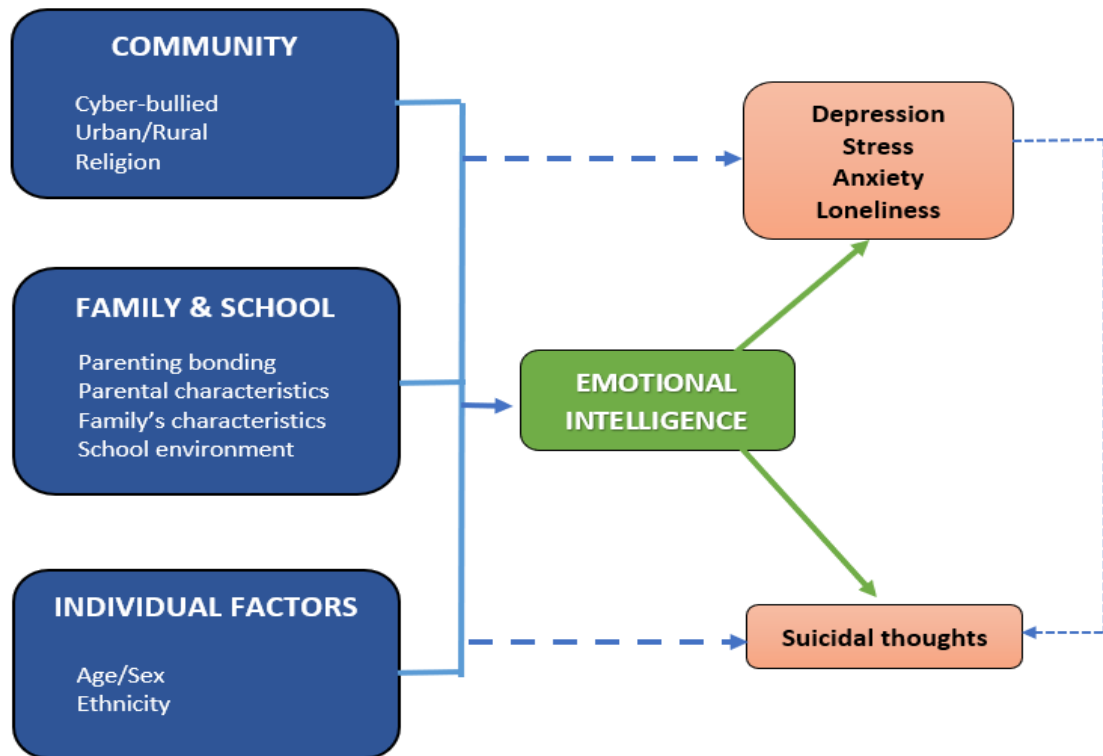 COMMUNITY
Cyber-bullied
Urban/Rural
Religion
FAMILY & SCHOOL
Parenting bonding
Parental characteristics
Family's characteristics
School environment
INDIVIDUAL FACTORS
Age/Sex
Ethnicity
EMOTIONAL
INTELLIGENCE
Depression
Stress
Anxiety
Loneliness
Suicidal thoughts